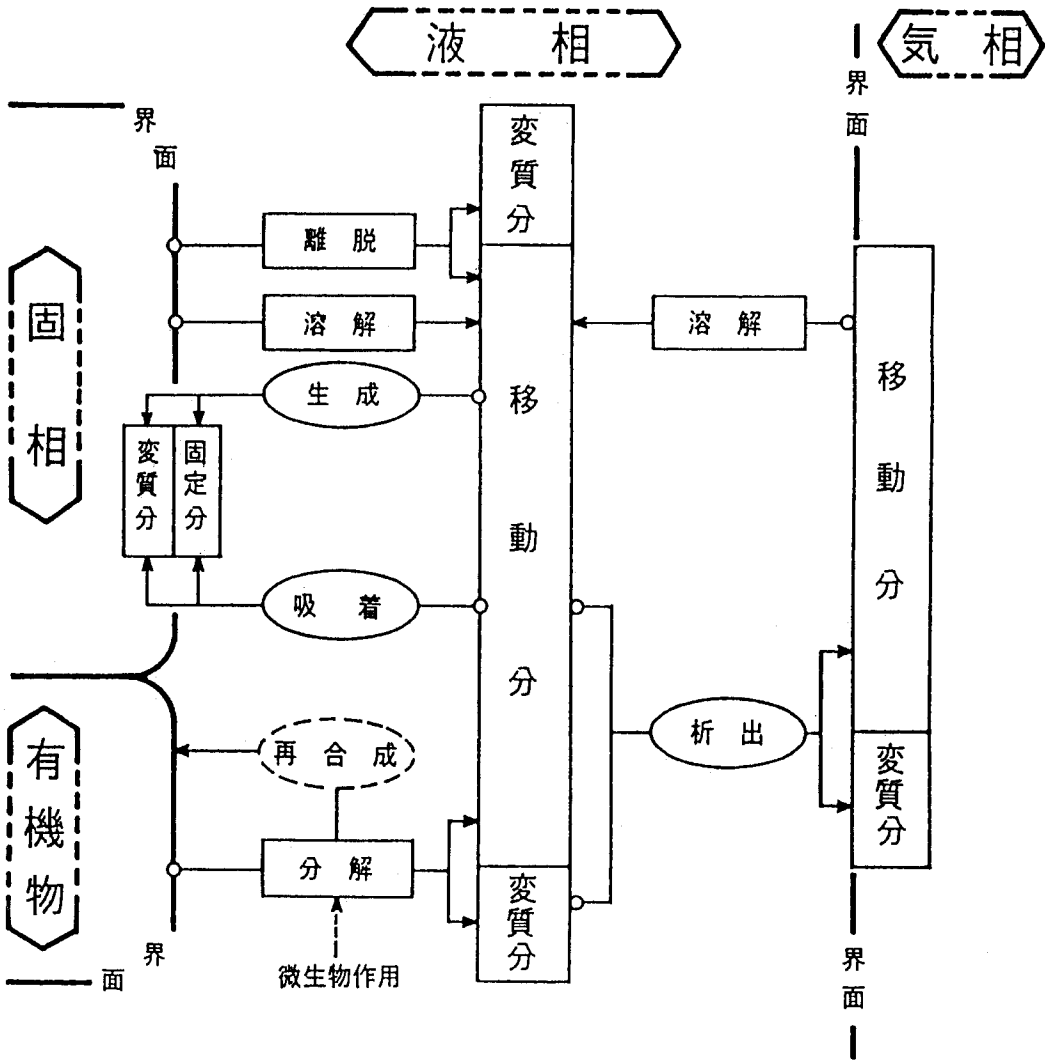 液相
気相
界面
界面
変質分
離脱
固相
溶解
溶解
生成
移動分
移動分
変質分
固定分
吸着
析出
有機物
再合成
変質分
分解
変質分
界面
界面
微生物作用